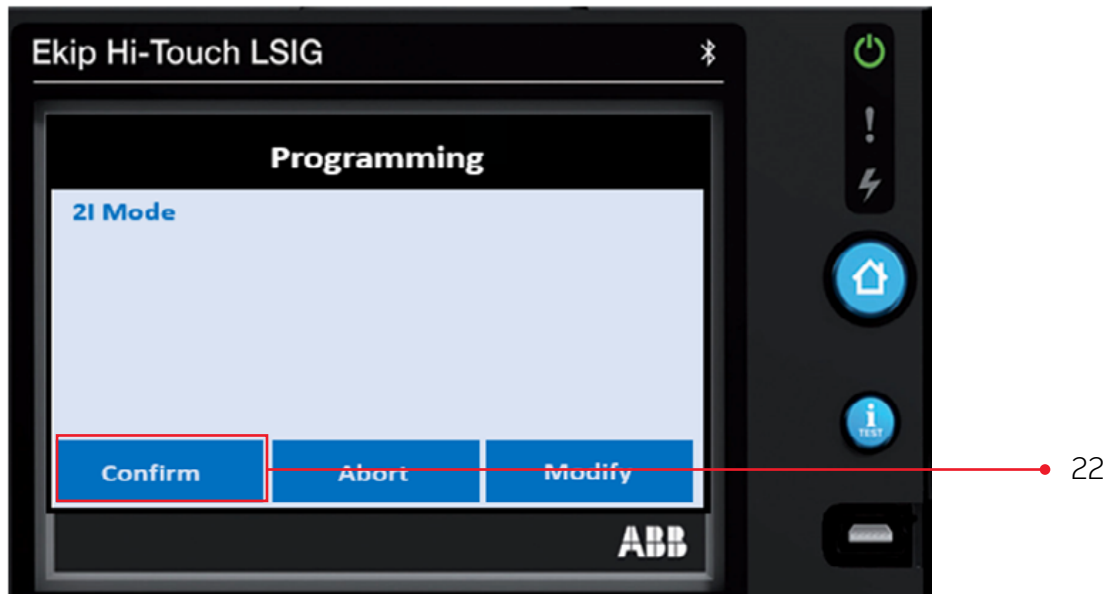 Ekip Hi-Touch LSIG
Programming
2I Mode
Confirm Abort Modify
22
ABB
i
TEST